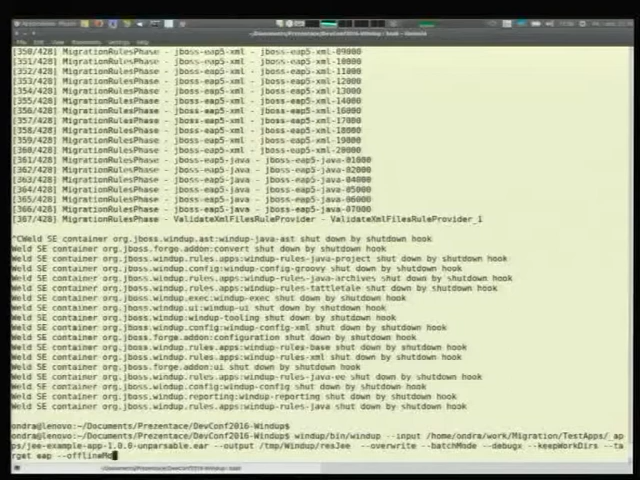 [350/428] MigrationRulesPhase - jboss-eap5-xml - jboss-eap5-xml-09000
[351/428] MigrationRulesPhase - jboss-eap5-xml - jboss-eap5-xml-10000
[352/428] MigrationRulesPhase - jboss-eap5-xml - jboss-eap5-xml-11000
[353/428] MigrationRulesPhase - jboss-eap5-xml - jboss-eap5-xml-12000
[354/428] MigrationRulesPhase - jboss-eap5-xml - jboss-eap5-xml-13000
[355/428] MigrationRulesPhase - jboss-eap5-xml - jboss-eap5-xml-14000
[356/428] MigrationRulesPhase - jboss-eap5-xml - jboss-eap5-xml-16000
[357/428] MigrationRulesPhase - jboss-eap5-xml - jboss-eap5-xml-17000
[358/428] MigrationRulesPhase - jboss-eap5-xml - jboss-eap5-xml-18000
[359/428] MigrationRulesPhase - jboss-eap5-xml - jboss-eap5-xml-19000
[360/428] MigrationRulesPhase - jboss-eap5-xml - jboss-eap5-xml-20000
[361/428] MigrationRulesPhase - jboss-eap5-java - jboss-eap5-java-01000
[362/428] MigrationRulesPhase - jboss-eap5-java - jboss-eap5-java-02000
[363/428] MigrationRulesPhase - jboss-eap5-java - jboss-eap5-java-04000
[364/428] MigrationRulesPhase - jboss-eap5-java - jboss-eap5-java-05000
[365/428] MigrationRulesPhase - jboss-eap5-java - jboss-eap5-java-06000
[366/428] MigrationRulesPhase - jboss-eap5-java - jboss-eap5-java-07000
[367/428] MigrationRulesPhase - ValidateXmlFilesRuleProvider - ValidateXmlFilesRuleProvider_1
^CWeld SE container org.jboss.windup.ast:windup-java-ast shut down by shutdown hook
Weld SE container org.jboss.forge.addon:convert shut down by shutdown hook
Weld SE container org.jboss.windup.rules.apps:windup-rules-java-project shut down by shutdown hook
Weld SE container org.jboss.windup.config:windup-config-groovy shut down by shutdown hook
Weld SE container org.jboss.windup.rules.apps:windup-rules-java-archives shut down by shutdown hook
Weld SE container org.jboss.windup.rules.apps:windup-rules-tattletale shut down by shutdown hook
Weld SE container org.jboss.windup.exec:windup-exec shut down by shutdown hook
Weld SE container org.jboss.windup.ui:windup-ui shut down by shutdown hook
Weld SE container org.jboss.windup:windup-tooling shut down by shutdown hook
Weld SE container org.jboss.windup.config:windup-config-xml shut down by shutdown hook
Weld SE container org.jboss.forge.addon:configuration shut down by shutdown hook
Weld SE container org.jboss.windup.rules.apps:windup-rules-base shut down by shutdown hook
Weld SE container org.jboss.windup.rules.apps:windup-rules-xml shut down by shutdown hook
Weld SE container org.jboss.forge.addon:ui shut down by shutdown hook
Weld SE container org.jboss.windup.rules.apps:windup-rules-java-ee shut down by shutdown hook
Weld SE container org.jboss.windup.config:windup-config shut down by shutdown hook
Weld SE container org.jboss.windup.reporting:windup-reporting shut down by shutdown hook
Weld SE container org.jboss.windup.rules.apps:windup-rules-java shut down by shutdown hook
ondra@lenovo:~/Documents/Prezentace/DevConf2016-Windup$
ondra@lenovo:~/Documents/Prezentace/DevConf2016-Windup$ windup/bin/windup --input /home/ondra/work/Migration/TestApps/_a
ps/jee-example-app-1.0.0-unparsable.ear --output /tmp/Windup/resJee --overwrite --batchMode --debugx --keepWorkDirs --ta
rget eap --offlineMo